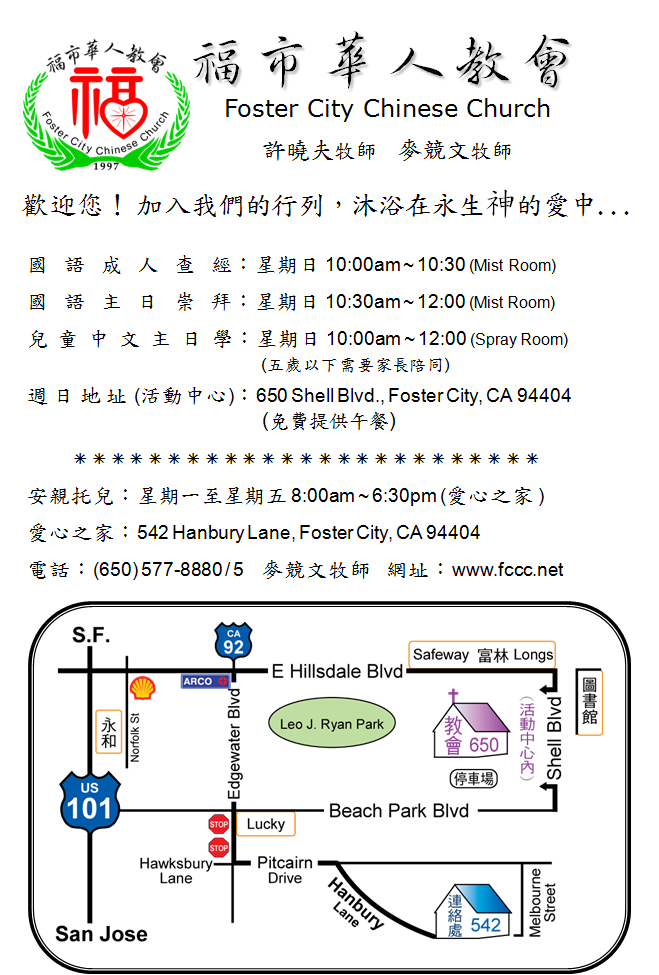 福市華人教會
福
Foster City Chinese Church
1997
福市華人教會
Foster City Chinese Church
許曉夫牧師 麥競文牧師
歡迎您！加入我們的行列，沐浴在永生神的愛中...
國語成人查經：星期日 10:00am~10:30 (Mist Room)
國語主日崇拜：星期日 10:30am~12:00 (Mist Room)
兒童中文主日學：星期日 10:00am~12:00 (Spray Room)
(五歲以下需要家長陪同)
週日地址 (活動中心)：650 Shell Blvd., Foster City, CA 94404
(免費提供午餐)
* * * * * * * * * * * * * * * * * * * * * * * * *
安親托兒：星期一至星期五 8:00am~6:30pm (愛心之家)
愛心之家：542 Hanbury Lane, Foster City, CA 94404
電話：(650) 577-8880/5 麥競文牧師 網址：www.fccc.net
S.F.
CA
92
E Hillsdale Blvd
Safeway 富林 Longs
ARCO
永和
Norfolk St
Edgewater Blvd
Leo J. Ryan Park
教會 650
(活動中心內)
Shell Blvd
圖書館
停車場
US
101
Beach Park Blvd
STOP
Lucky
STOP
Hawksbury
Lane
Pitcairn
Drive
Hanbury
Lane
連絡處 542
Melbourne
Street
San Jose